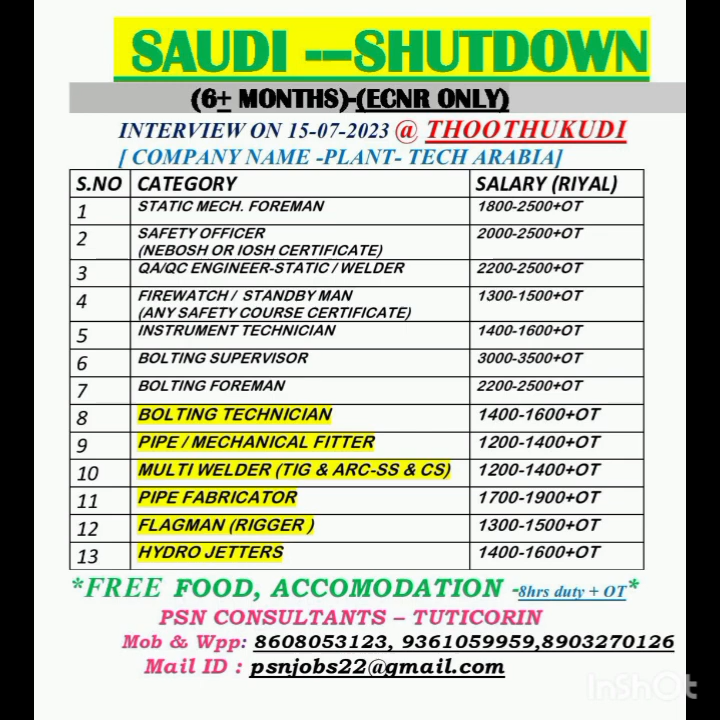 SAUDI ---SHUTDOWN
(6+ MONTHS)-(ECNR ONLY)
INTERVIEW ON 15-07-2023 @ THOOTHUKUDI
[ COMPANY NAME -PLANT- TECH ARABIA]
S.NO CATEGORY SALARY (RIYAL)
1 STATIC MECH. FOREMAN 1800-2500+OT
2 SAFETY OFFICER 2000-2500+OT
(NEBOSH OR IOSH CERTIFICATE)
3 QA/QC ENGINEER-STATIC / WELDER 2200-2500+OT
4 FIREWATCH / STANDBY MAN 1300-1500+OT
(ANY SAFETY COURSE CERTIFICATE)
5 INSTRUMENT TECHNICIAN 1400-1600+OT
6 BOLTING SUPERVISOR 3000-3500+OT
7 BOLTING FOREMAN 2200-2500+OT
8 BOLTING TECHNICIAN 1400-1600+OT
9 PIPE / MECHANICAL FITTER 1200-1400+OT
10 MULTI WELDER (TIG & ARC-SS & CS) 1200-1400+OT
11 PIPE FABRICATOR 1700-1900+OT
12 FLAGMAN (RIGGER ) 1300-1500+OT
13 HYDRO JETTERS 1400-1600+OT
*FREE FOOD, ACCOMODATION -8hrs duty + OT*
PSN CONSULTANTS – TUTICORIN
Mob & Wpp: 8608053123, 9361059959,8903270126
Mail ID : psnjobs22@gmail.com
InShOt